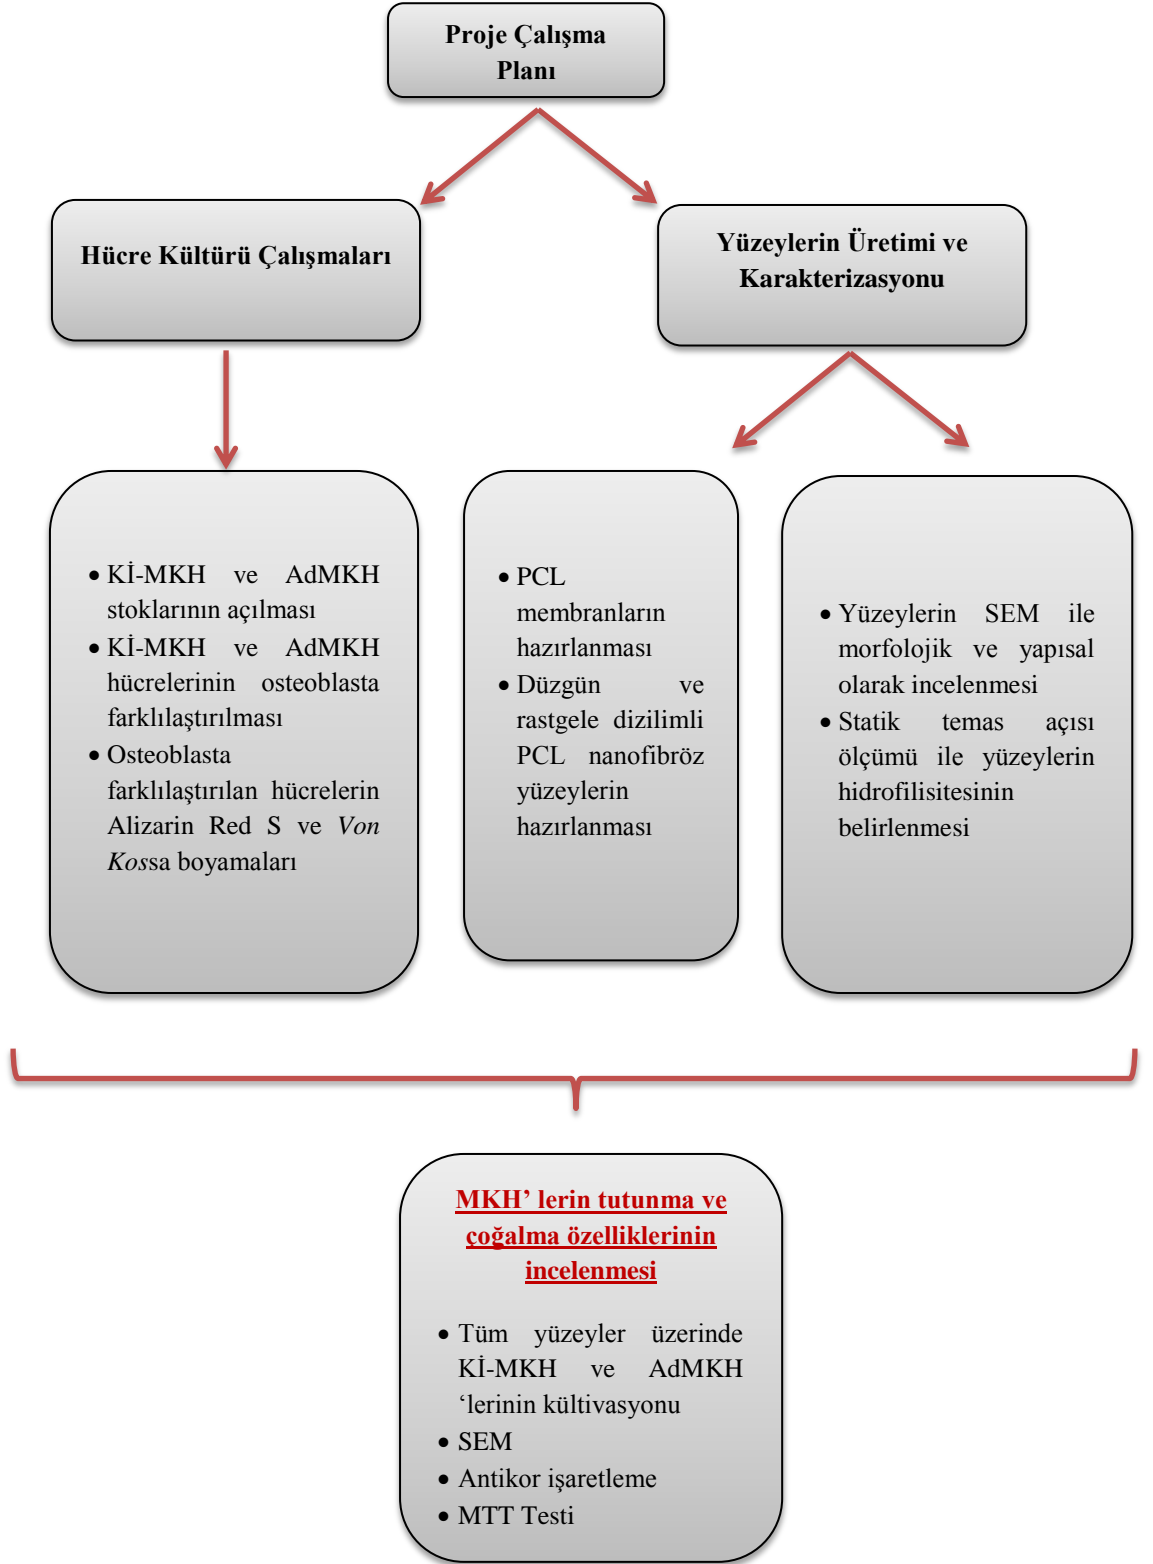 Proje Çalışma
Planı
Hücre Kültürü Çalışmaları
Yüzeylerin Üretimi ve
Karakterizasyonu
• Kİ-MKH ve AdMKH
stoklarının açılması
• Kİ-MKH ve AdMKH
hücrelerinin osteoblasta
farklılaştırılması
• Osteoblasta
farklılaştırılan hücrelerin
Alizarin Red S ve Von
Kossa boyamaları
• PCL
membranların
hazırlanması
• Düzgün ve
rastgele dizilimli
PCL nanofibröz
yüzeylerin
hazırlanması
• Yüzeylerin SEM ile
morfolojik ve yapısal
olarak incelenmesi
• Statik temas açısı
ölçümü ile yüzeylerin
hidrofilisitesinin
belirlenmesi
MKH’ lerin tutunma ve
çoğalma özelliklerinin
incelenmesi
• Tüm yüzeyler üzerinde
Kİ-MKH ve AdMKH
‘lerinin kültivasyonu
• SEM
• Antikor işaretleme
• MTT Testi